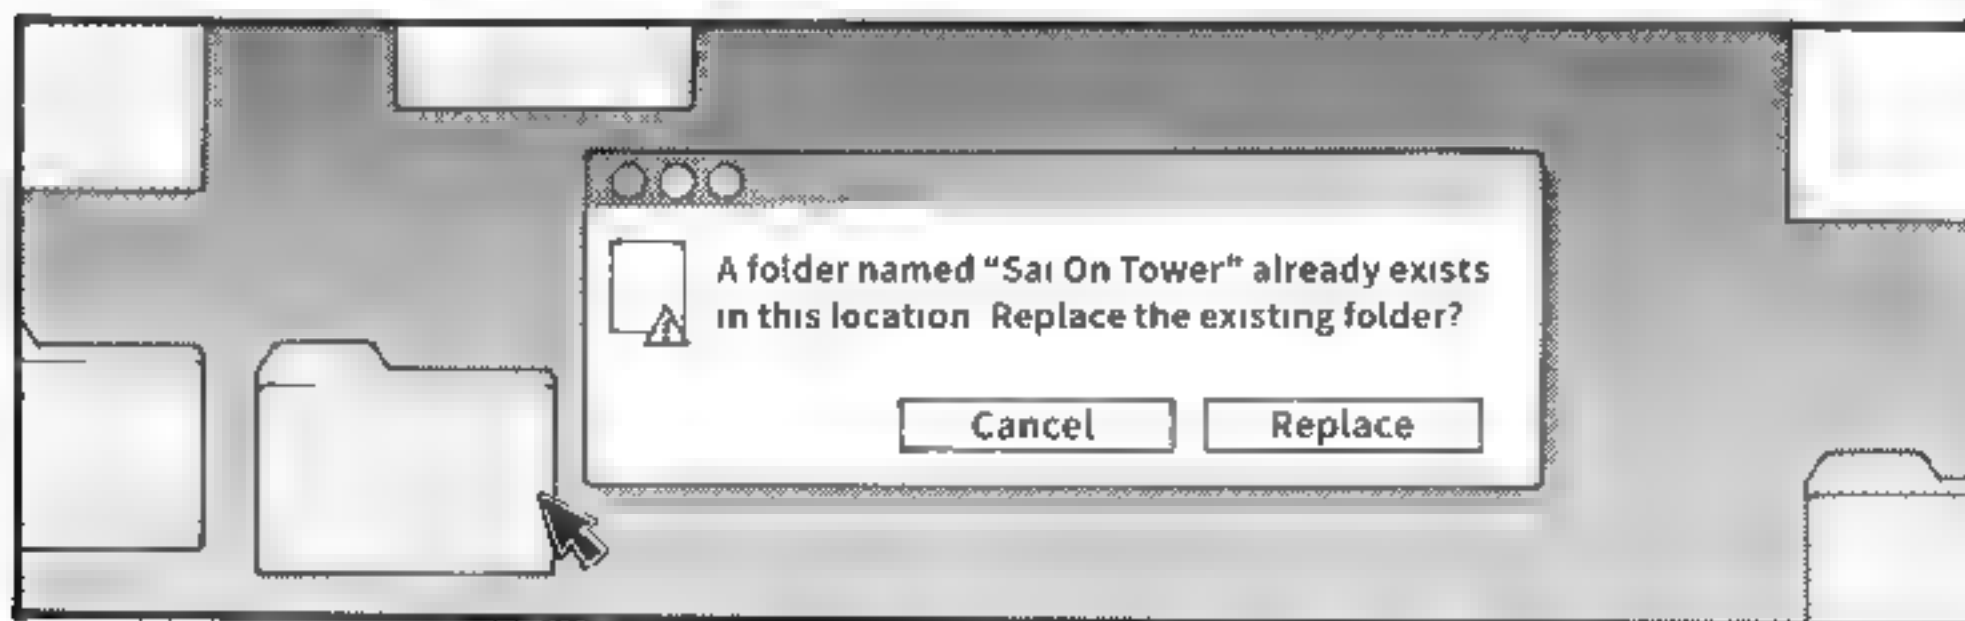 A folder named “Sai On Tower” already exists
in this location Replace the existing folder?
Cancel
Replace